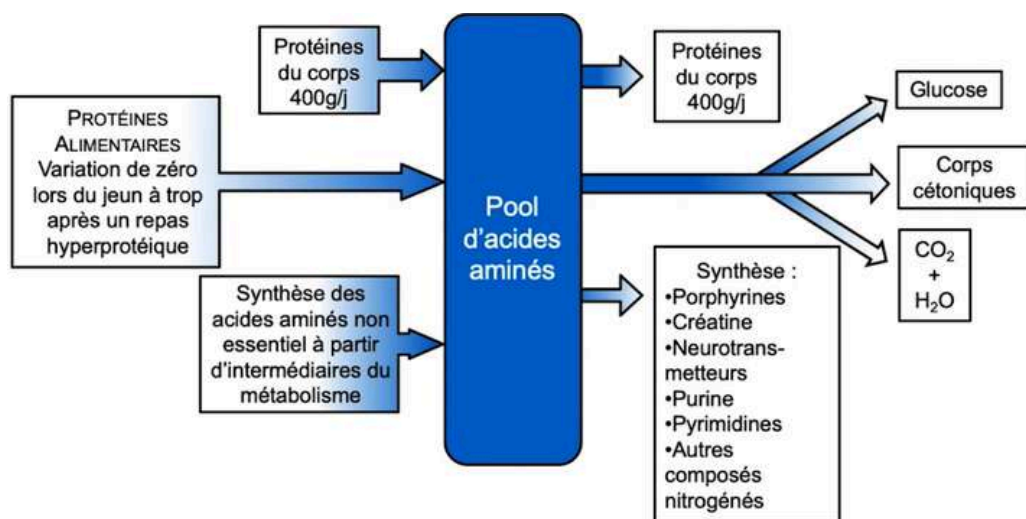 Protéines
du corps
400g/j
PROTÉINES
ALIMENTAIRES
Variation de zéro
lors du jeun à trop
après un repas
hyperprotéique
Synthèse des
acides aminés non
essentiel à partir
d'intermédiaires du
métabolisme
Pool
d'acides
aminés
Protéines
du corps
400g/j
Glucose
Corps
cétoniques
CO₂
+
H₂O
Synthèse :
•Porphyrines
•Créatine
•Neurotrans-
metteurs
•Purine
•Pyrimidines
•Autres
composés
nitrogénés